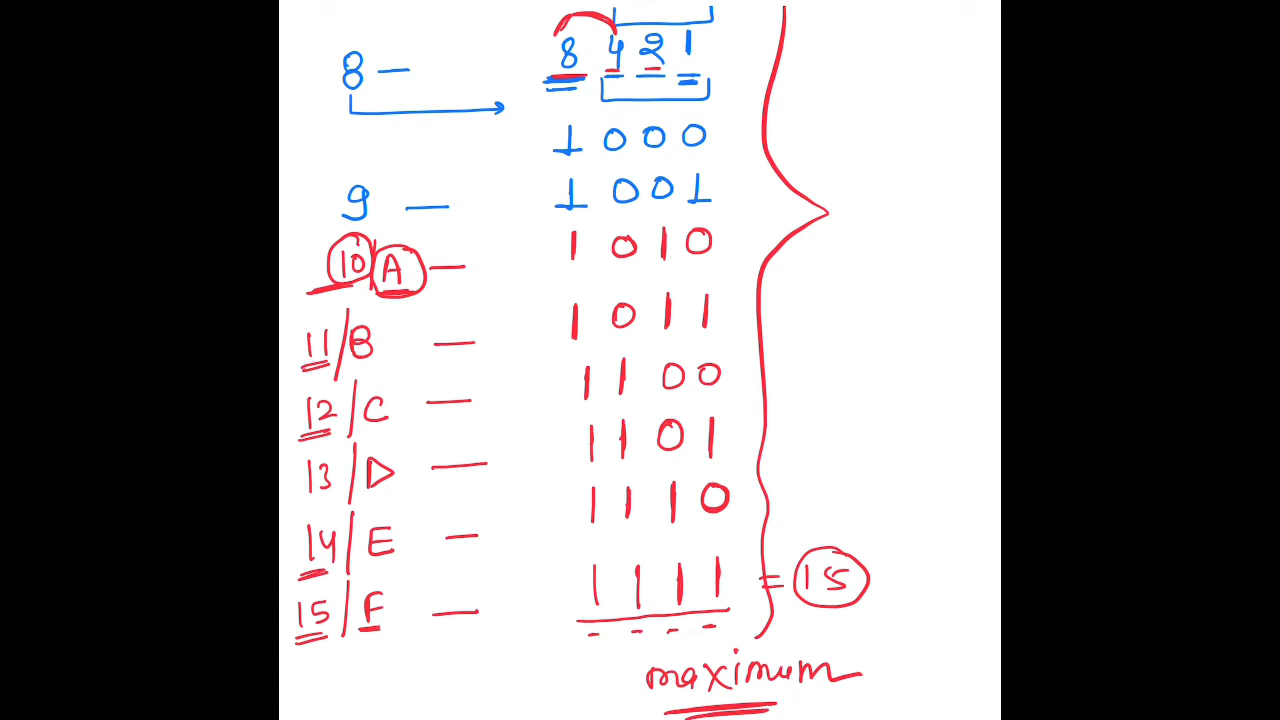 8 4 2 1
8 —
1 0 0 0
9 — 1 0 0 1
10 | A — 1 0 1 0
11 / B — 1 0 1 1
12 / C — 1 1 0 0
13 / D — 1 1 0 1
14 / E — 1 1 1 0
15 / F — 1 1 1 1 = 15
maximum